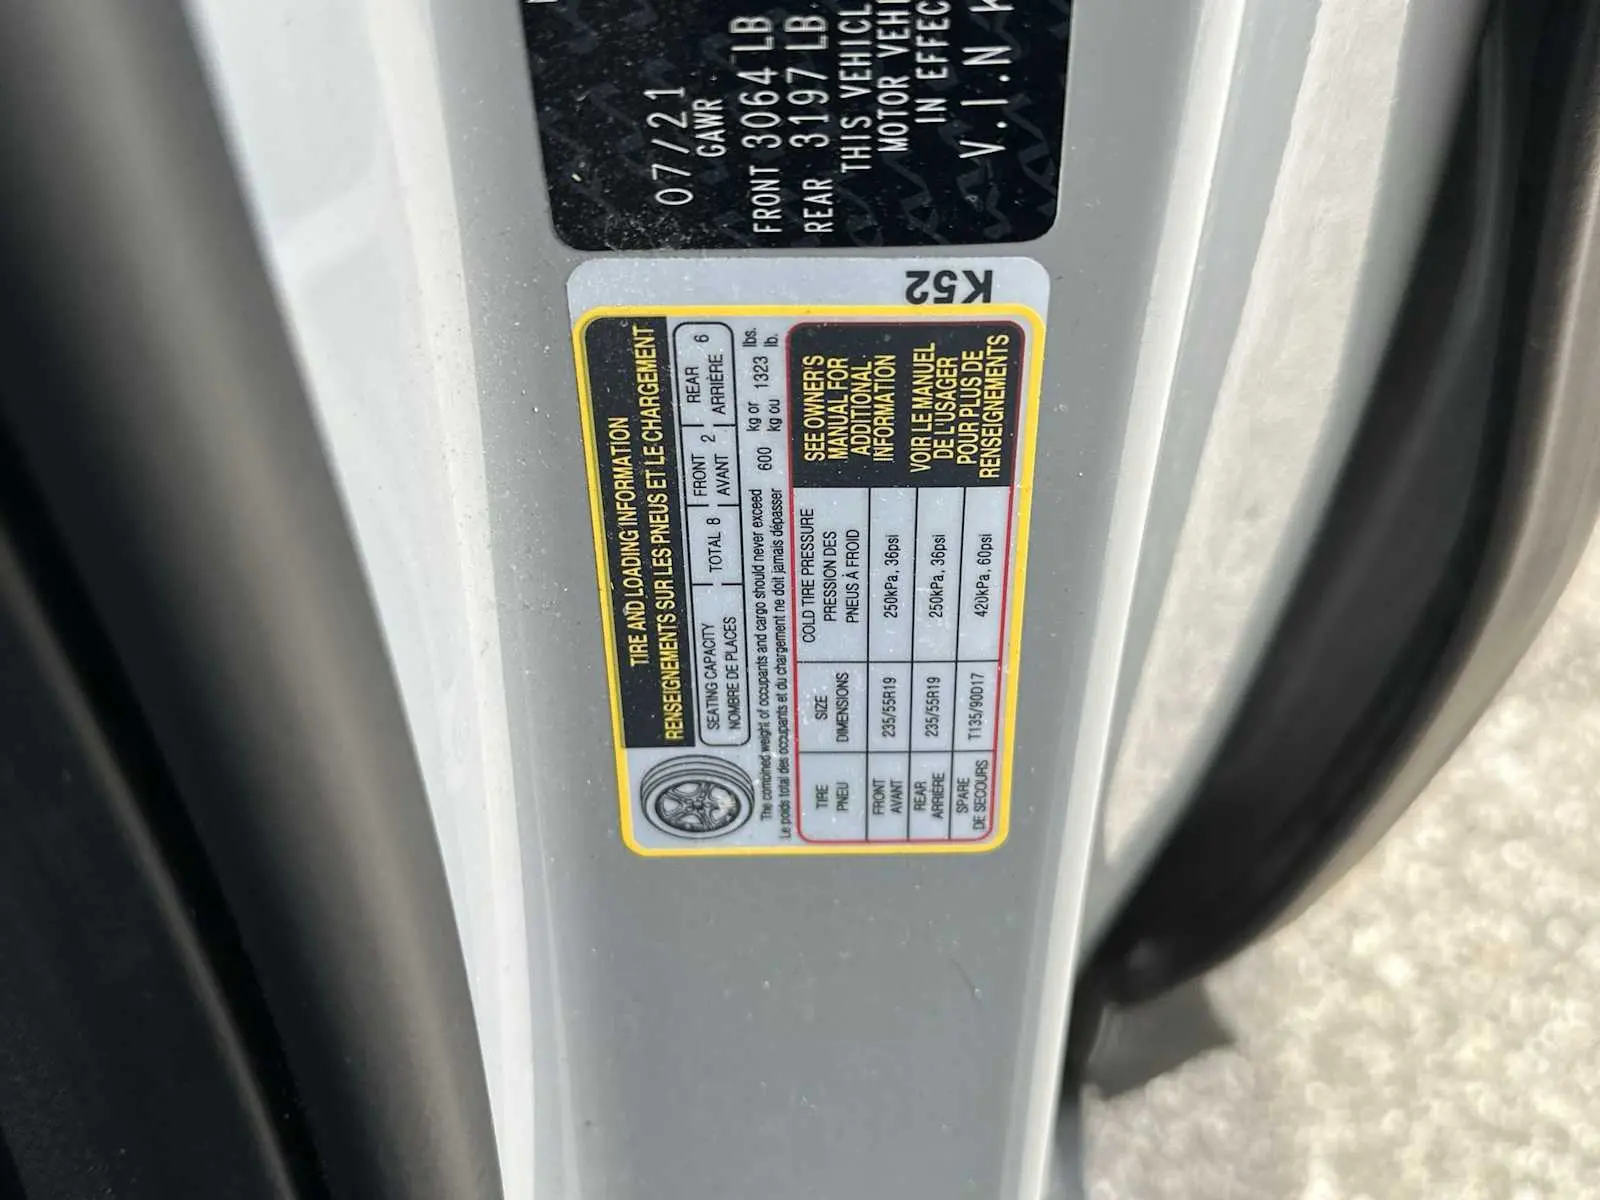 07/21
GAWR
FRONT 3064 LB
REAR 3197 LB
THIS VEHICL
MOTOR VEHI
IN EFFEC
V.I.N
K52
TIRE AND LOADING INFORMATION
RENSEIGNEMENTS SUR LES PNEUS ET LE CHARGEMENT
SEATING CAPACITY TOTAL 8 FRONT 2 REAR 6
NOMBRE DE PLACES AVANT ARRIÈRE
The combined weight of occupants and cargo should never exceed 600 kg or 1323 lbs.
Le poids total des occupants et du chargement ne doit jamais dépasser kg ou lb.
TIRE SIZE COLD TIRE PRESSURE
PNEU DIMENSIONS PRESSION DES
PNEUS À FROID
FRONT 235/55R19 250kPa, 36psi
AVANT
REAR 235/55R19 250kPa, 36psi
ARRIÈRE
SPARE T135/90D17 420kPa, 60psi
DE SECOURS
SEE OWNER'S
MANUAL FOR
ADDITIONAL
INFORMATION
VOIR LE MANUEL
DE L'USAGER
POUR PLUS DE
RENSEIGNEMENTS